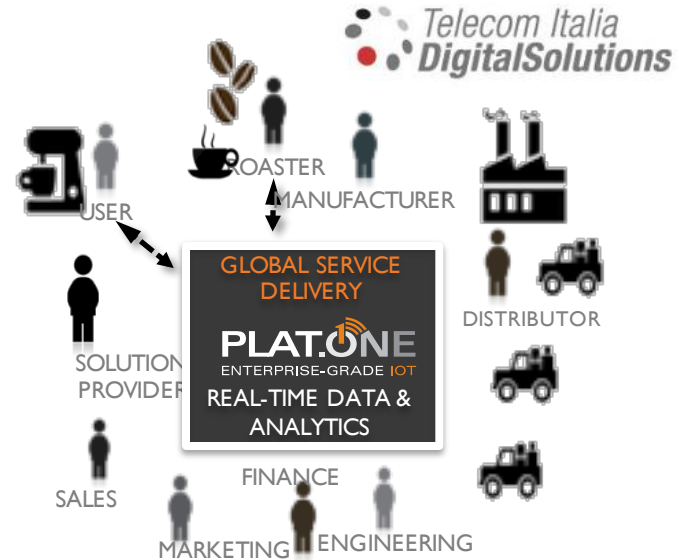 Telecom Italia
DigitalSolutions
ROASTER
MANUFACTURER
USER
GLOBAL SERVICE
DELIVERY
PLAT.ONE
ENTERPRISE-GRADE IOT
REAL-TIME DATA &
ANALYTICS
DISTRIBUTOR
SOLUTION
PROVIDER
SALES
FINANCE
MARKETING
ENGINEERING